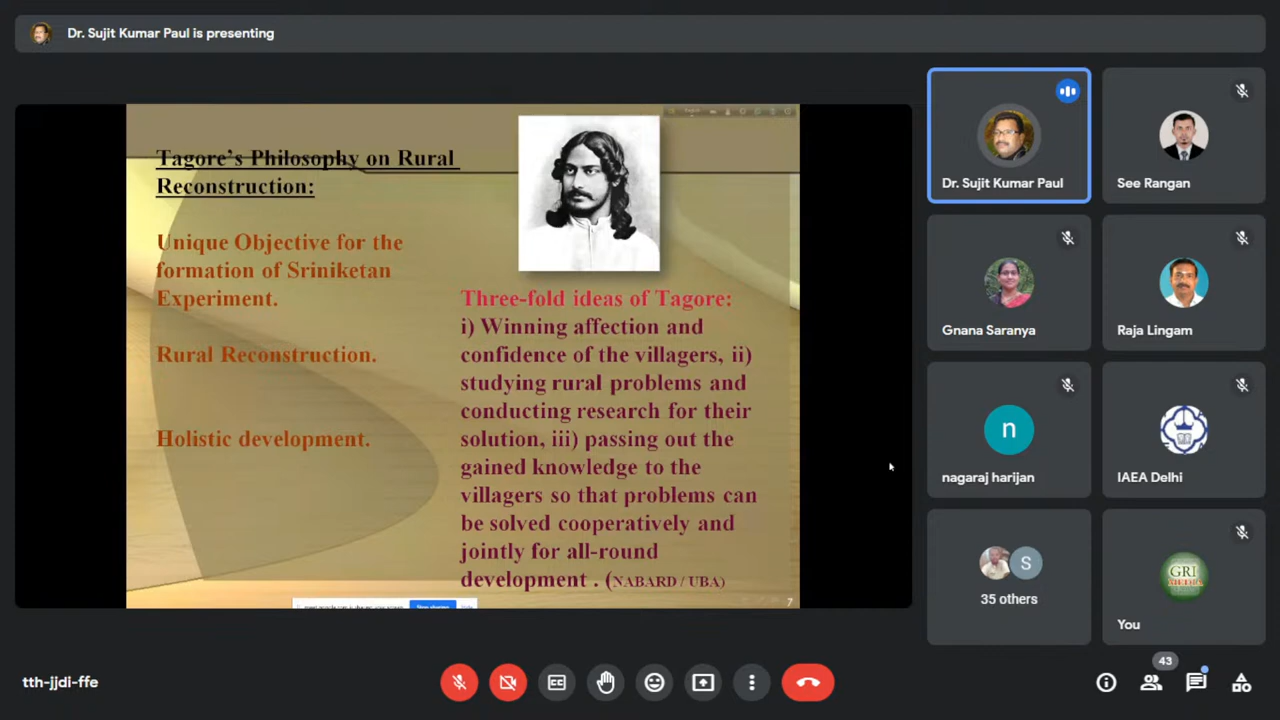 Dr. Sujit Kumar Paul is presenting
Tagore's Philosophy on Rural
Reconstruction:
Unique Objective for the
formation of Sriniketan
Experiment.
Rural Reconstruction.
Holistic development.
Three-fold ideas of Tagore:
i) Winning affection and
confidence of the villagers, ii)
studying rural problems and
conducting research for their
solution, iii) passing out the
gained knowledge to the
villagers so that problems can
be solved cooperatively and
jointly for all-round
development . (NABARD / UBA)
7
Dr. Sujit Kumar Paul
See Rangan
Gnana Saranya
Raja Lingam
n
nagaraj harijan
IAEA Delhi
S
35 others
GRI
You
tth-jjdi-ffe
CC
43